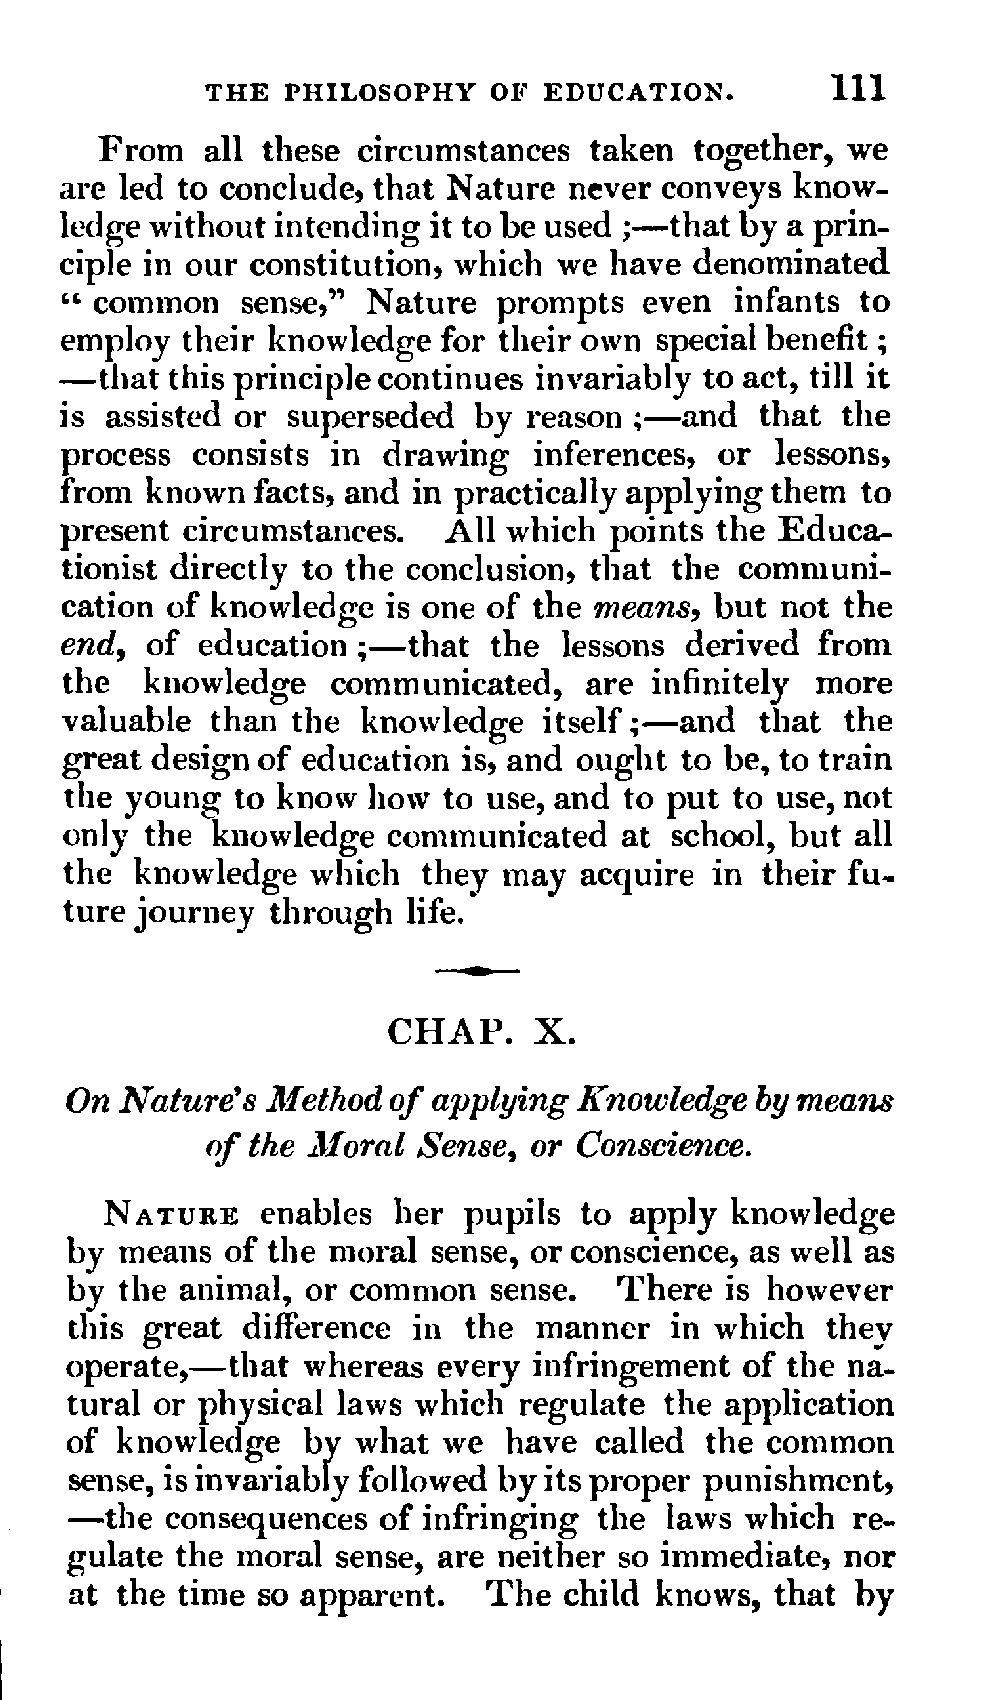 THE PHILOSOPHY OF EDUCATION. 111
From all these circumstances taken together, we
are led to conclude, that Nature never conveys know-
ledge without intending it to be used ;—that by a prin-
ciple in our constitution, which we have denominated
“ common sense,” Nature prompts even infants to
employ their knowledge for their own special benefit ;
—that this principle continues invariably to act, till it
is assisted or superseded by reason ;—and that the
process consists in drawing inferences, or lessons,
from known facts, and in practically applying them to
present circumstances. All which points the Educa-
tionist directly to the conclusion, that the communi-
cation of knowledge is one of the means, but not the
end, of education ;—that the lessons derived from
the knowledge communicated, are infinitely more
valuable than the knowledge itself ;—and that the
great design of education is, and ought to be, to train
the young to know how to use, and to put to use, not
only the knowledge communicated at school, but all
the knowledge which they may acquire in their fu-
ture journey through life.
CHAP. X.
On Nature's Method of applying Knowledge by means
of the Moral Sense, or Conscience.
NATURE enables her pupils to apply knowledge
by means of the moral sense, or conscience, as well as
by the animal, or common sense. There is however
this great difference in the manner in which they
operate,—that whereas every infringement of the na-
tural or physical laws which regulate the application
of knowledge by what we have called the common
sense, is invariably followed by its proper punishment,
—the consequences of infringing the laws which re-
gulate the moral sense, are neither so immediate, nor
at the time so apparent. The child knows, that by